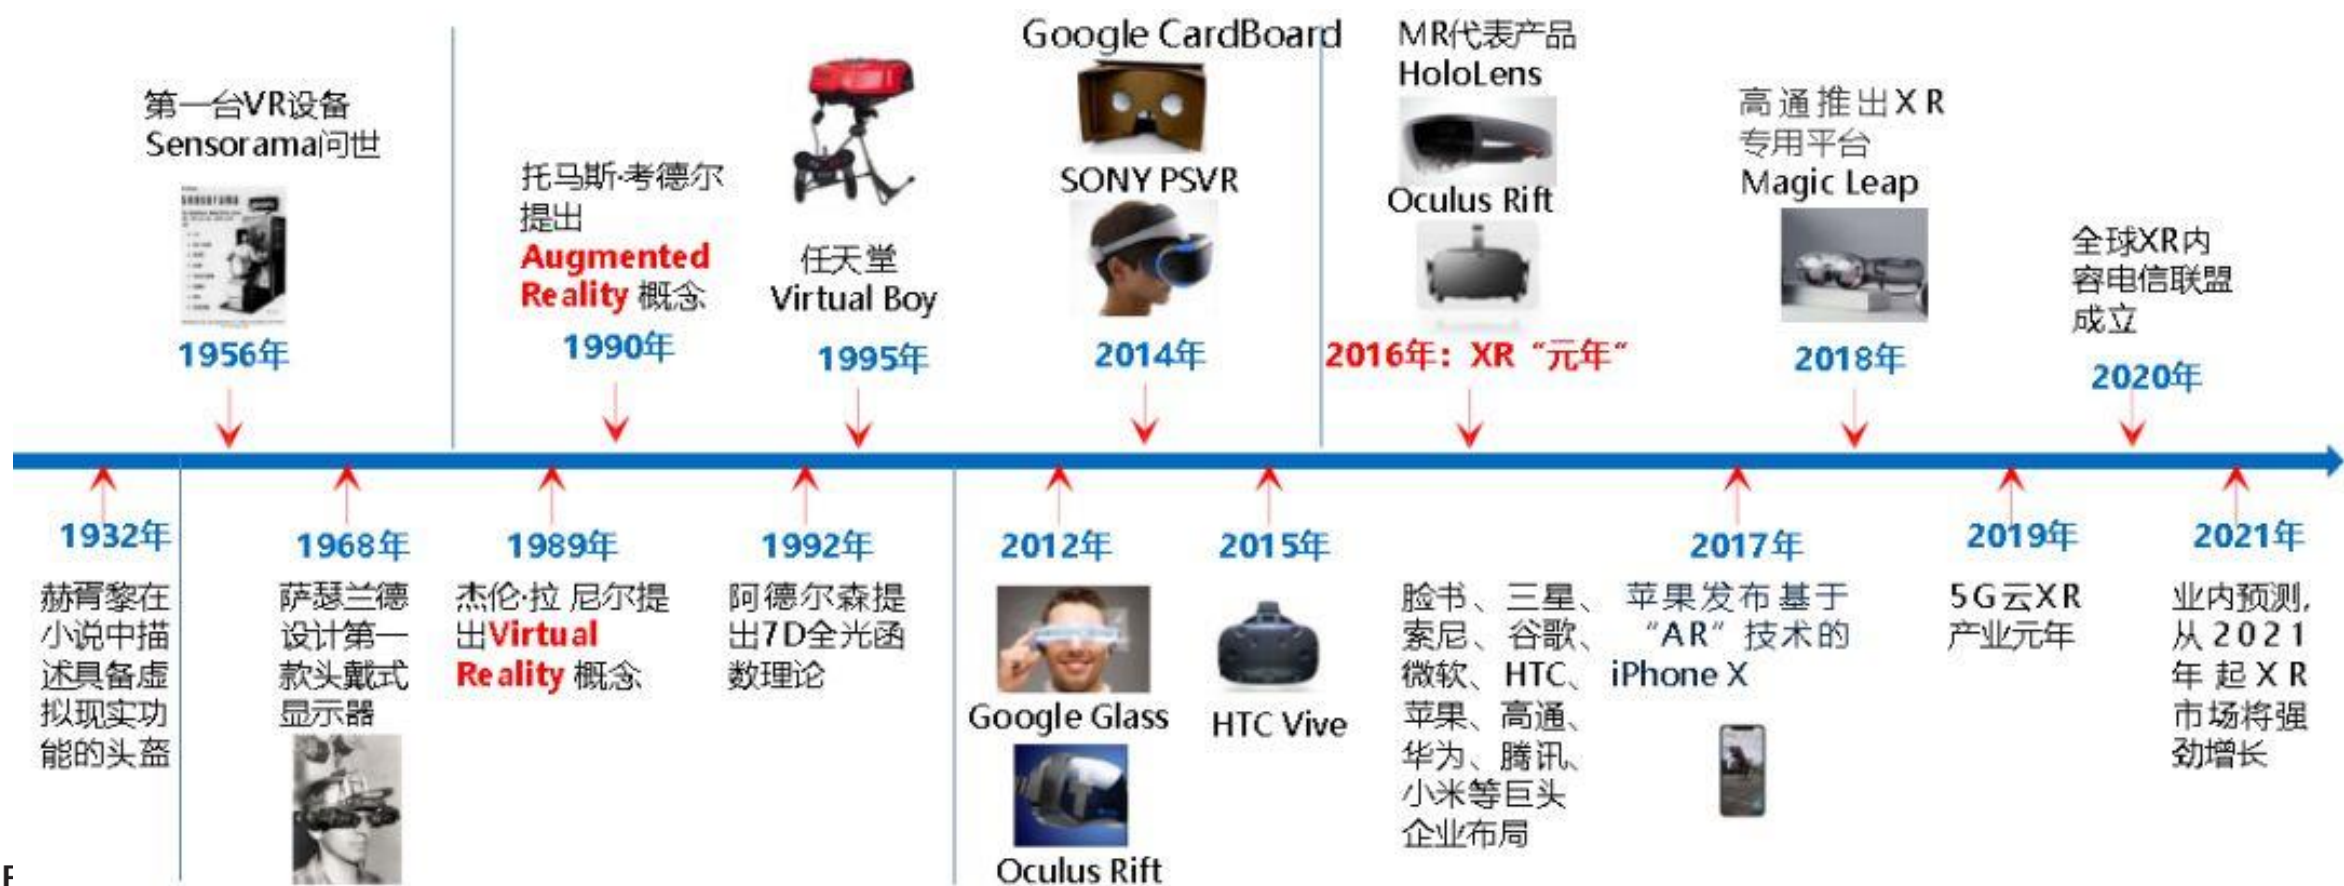 第一台VR设备
Sensorama问世
1956年
托马斯·考德尔
提出
Augmented
Reality 概念
1990年
任天堂
Virtual Boy
1995年
Google CardBoard
SONY PSVR
2014年
MR代表产品
HoloLens
Oculus Rift
2016年：XR“元年“
高通推出XR
专用平台
Magic Leap
2018年
全球XR内
容电信联盟
成立
2020年
1932年
赫胥黎在
小说中描
述具备虚
拟现实功
能的头盔
1968年
萨瑟兰德
设计第一
款头戴式
显示器
1989年
杰伦·拉 尼尔提
出Virtual
Reality 概念
1992年
阿德尔森提
出7D全光函
数理论
2012年
Google Glass
Oculus Rift
2015年
HTC Vive
脸书、三星、
索尼、谷歌、
微软、HTC、
苹果、高通、
华为、腾讯、
小米等巨头
企业布局
2017年
苹果发布基于
“AR”技术的
iPhone X
2019年
5G云XR
产业元年
2021年
业内预测,
从2021
年起XR
市场将强
劲增长